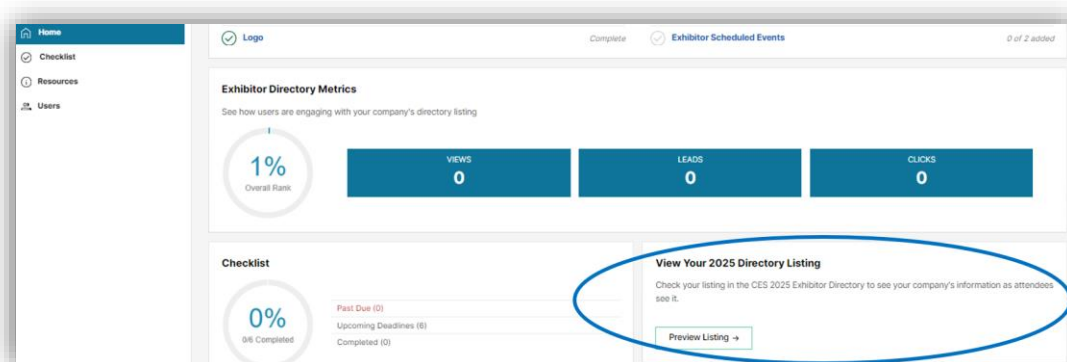 Home
Checklist
Resources
Users
Logo
Complete
Exhibitor Scheduled Events
0 of 2 added
Exhibitor Directory Metrics
See how users are engaging with your company's directory listing
1%
Overall Rank
VIEWS
0
LEADS
0
CLICKS
0
Checklist
0%
0/6 Completed
Past Due (0)
Upcoming Deadlines (6)
Completed (0)
View Your 2025 Directory Listing
Check your listing in the CES 2025 Exhibitor Directory to see your company's information as attendees
see it.
Preview Listing →